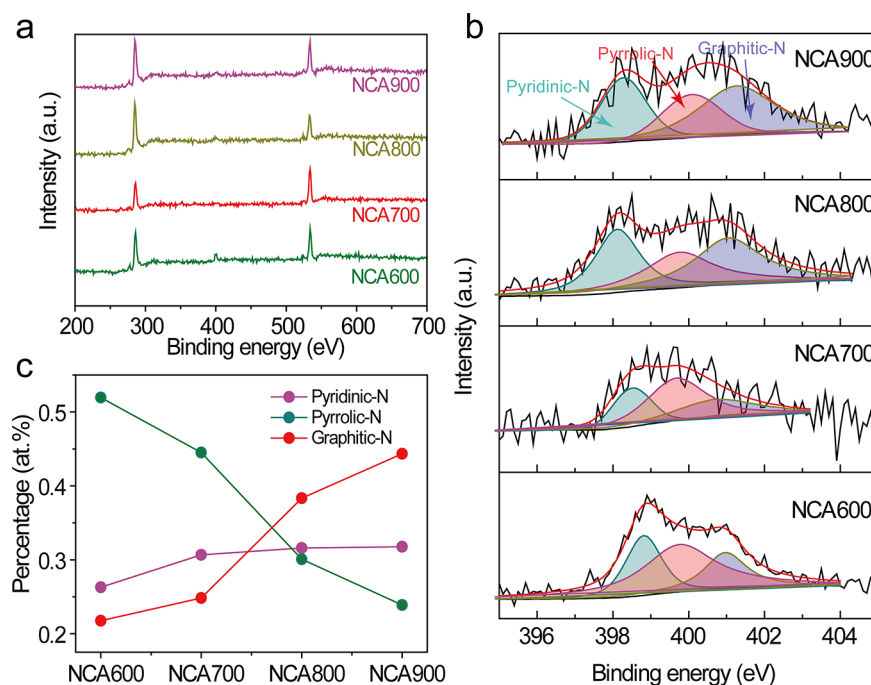 a
Intensity (a.u.)
NCA900
NCA800
NCA700
NCA600
200 300 400 500 600 700
Binding energy (eV)
b
Intensity (a.u.)
Pyridinic-N
Pyrrolic-N
Graphitic-N
NCA900
NCA800
NCA700
NCA600
396 398 400 402 404
Binding energy (eV)
c
Percentage (at.%)
0.5
0.4
0.3
0.2
Pyridinic-N
Pyrrolic-N
Graphitic-N
NCA600 NCA700 NCA800 NCA900